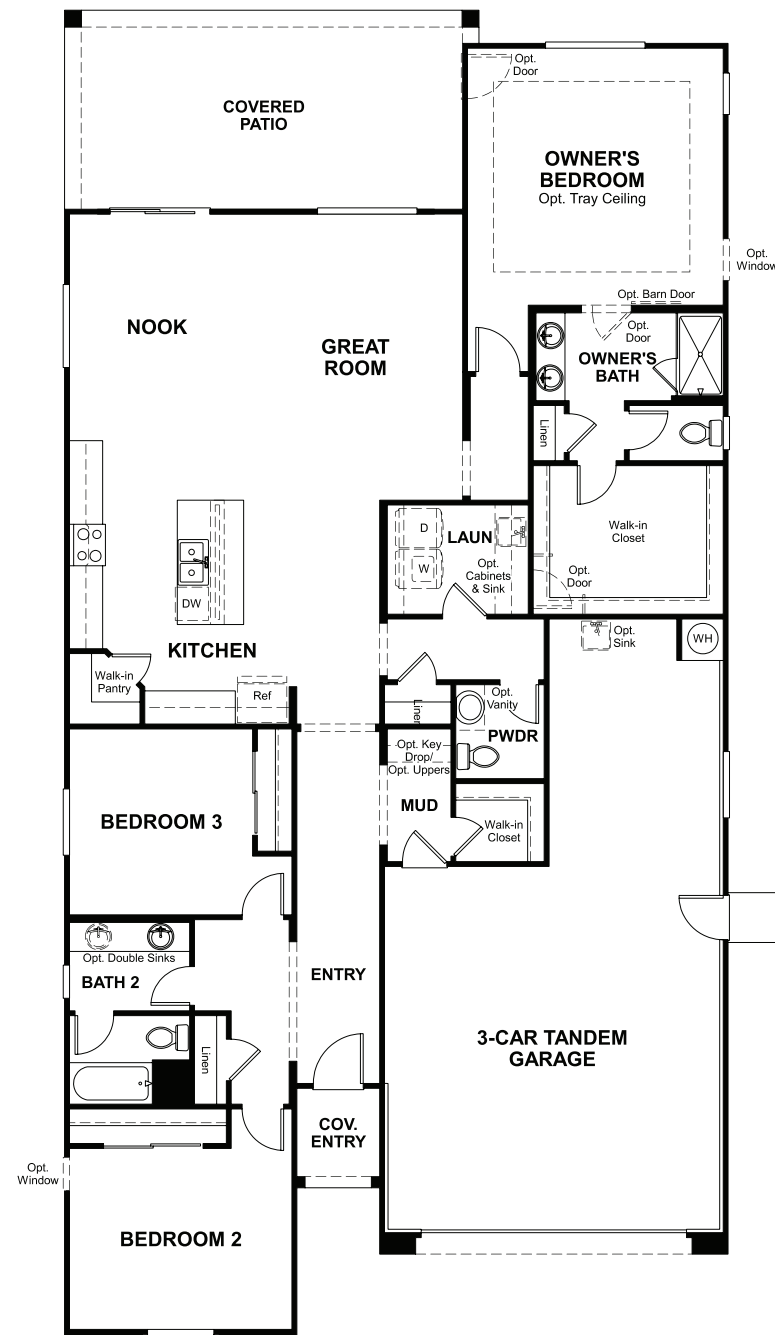 Opt.
Door
COVERED
PATIO
OWNER'S
BEDROOM
Opt. Tray Ceiling
Opt.
Window
Opt. Barn Door
NOOK
GREAT
ROOM
Opt.
Door
OWNER'S
BATH
Linen
D
W
LAUN
Opt.
Cabinets
& Sink
Walk-in
Closet
Opt.
Door
DW
KITCHEN
Opt.
Sink
WH
Walk-in
Pantry
Ref
Linen
Opt.
Vanity
PWDR
Opt. Key
Drop/
Opt. Uppers
MUD
Walk-in
Closet
BEDROOM 3
Opt. Double Sinks
BATH 2
ENTRY
Linen
3-CAR TANDEM
GARAGE
COV.
ENTRY
Opt.
Window
BEDROOM 2